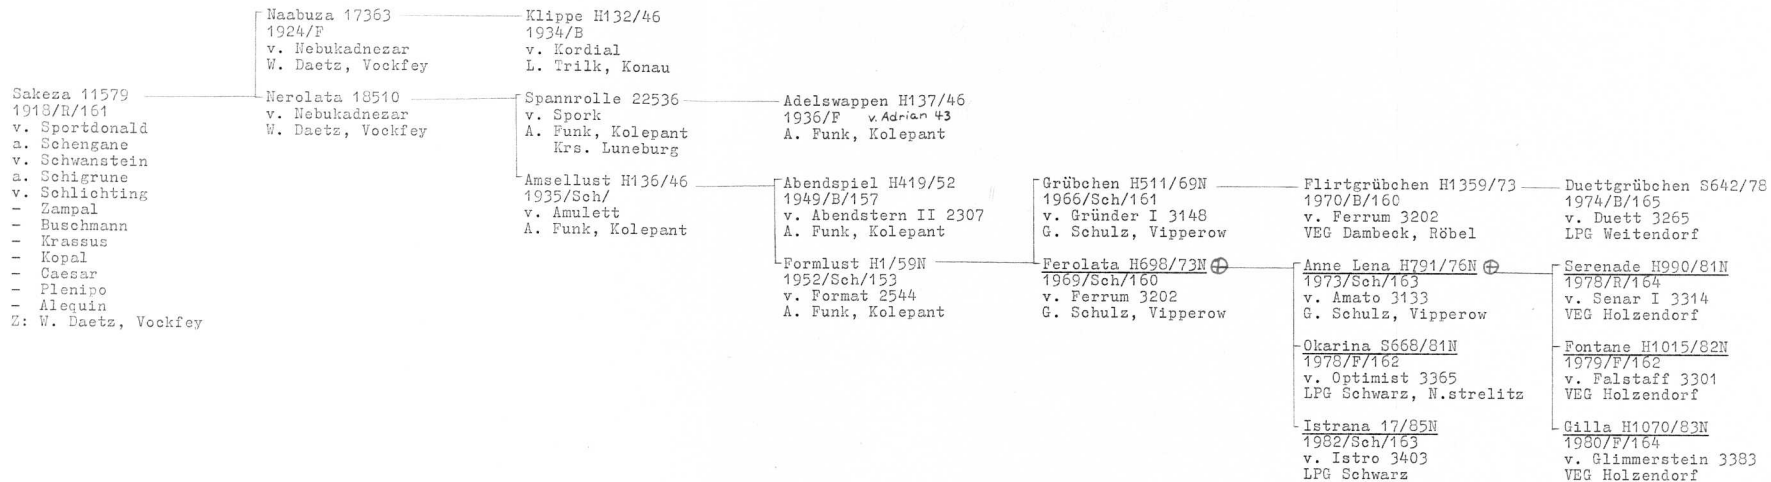 Sakeza 11579
1918/R/161
v. Sportdonald
a. Schengane
v. Schwanstein
a. Schigrune
v. Schlichting
- Zampal
- Buschmann
- Krassus
- Kopal
- Caesar
- Plenipo
- Alequin
Z: W. Daetz, Vockfey
Naabuza 17363
1924/F
v. Nebukadnezar
W. Daetz, Vockfey
Nerolata 18510
v. Nebukadnezar
W. Daetz, Vockfey
Klippe H132/46
1934/B
v. Kordial
L. Trilk, Konau
Spannrolle 22536
v. Spork
A. Funk, Kolepant
Krs. Luneburg
Amsellust H136/46
1935/Sch/
v. Amulett
A. Funk, Kolepant
Adelswappen H137/46
1936/F v. Adrian 43
A. Funk, Kolepant
Abendspiel H419/52
1949/B/157
v. Abendstern II 2307
A. Funk, Kolepant
Formlust H1/59N
1952/Sch/153
v. Format 2544
A. Funk, Kolepant
Grübchen H511/69N
1966/Sch/161
v. Gründer I 3148
G. Schulz, Vipperow
Ferolata H698/73N
1969/Sch/160
v. Ferrum 3202
G. Schulz, Vipperow
Flirtgrübchen H1359/73
1970/B/160
v. Ferrum 3202
VEG Dambeck, Röbel
Anne Lena H791/76N
1973/Sch/163
v. Amato 3133
G. Schulz, Vipperow
Okarina S668/81N
1978/F/162
v. Optimist 3365
LPG Schwarz, N.strelitz
Istrana 17/85N
1982/Sch/163
v. Istro 3403
LPG Schwarz
Duettgrübchen S642/78
1974/B/165
v. Duett 3265
LPG Weitendorf
Serenade H990/81N
1978/R/164
v. Senar I 3314
VEG Holzendorf
Fontane H1015/82N
1979/F/162
v. Falstaff 3301
VEG Holzendorf
Gilla H1070/83N
1980/F/164
v. Glimmerstein 3383
VEG Holzendorf